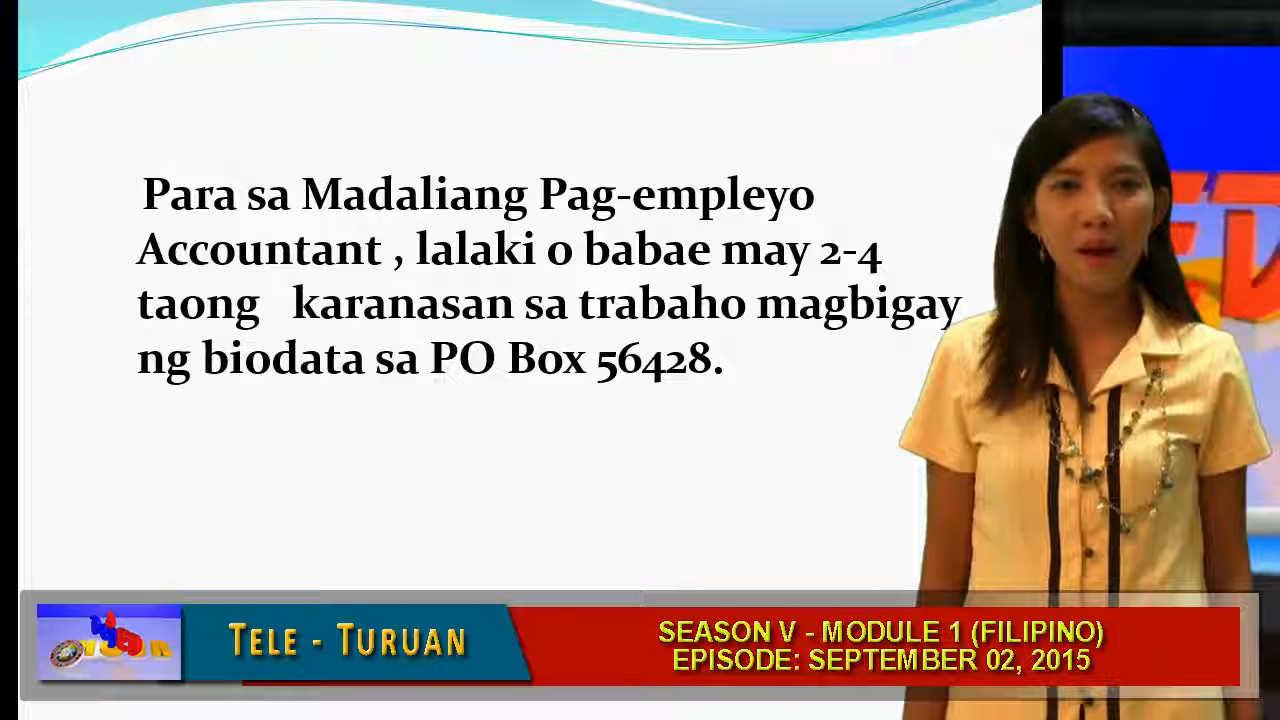 Para sa Madaliang Pag-empleyo
Accountant , lalaki o babae may 2-4
taong karanasan sa trabaho magbigay
ng biodata sa PO Box 56428.
TELE - TURUAN
SEASON V - MODULE 1 (FILIPINO)
EPISODE: SEPTEMBER 02, 2015